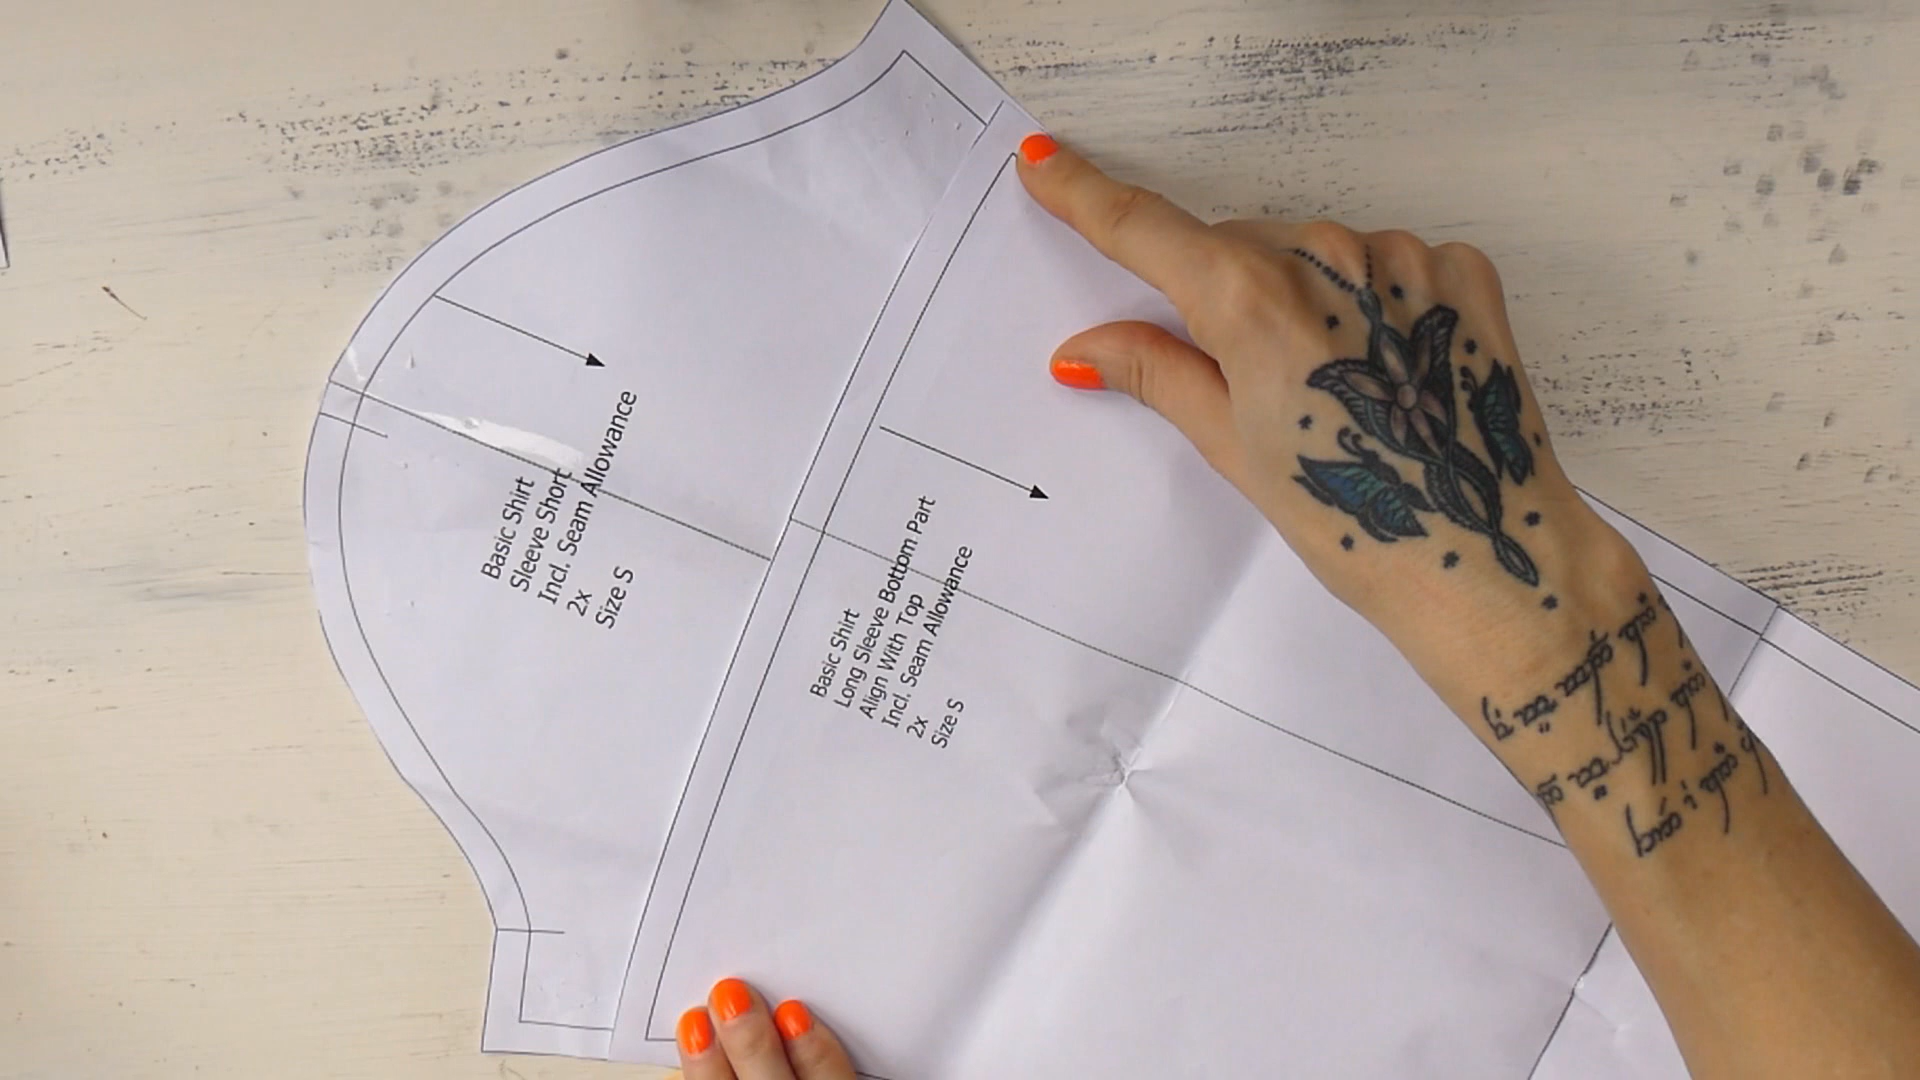 Basic Shirt
Sleeve Short
Incl. Seam Allowance
2x
Size S
Basic Shirt
Long Sleeve Bottom Part
Align With Top
Incl. Seam Allowance
2x
Size S